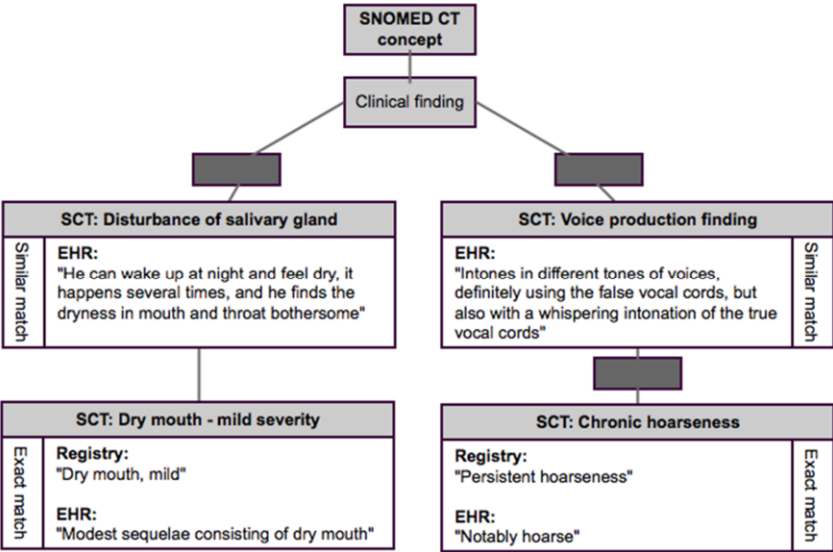 SNOMED CT
concept
Clinical finding
SCT: Disturbance of salivary gland
Similar match
EHR:
"He can wake up at night and feel dry, it
happens several times, and he finds the
dryness in mouth and throat bothersome"
SCT: Voice production finding
EHR:
"Intones in different tones of voices,
definitely using the false vocal cords, but
also with a whispering intonation of the true
vocal cords"
Similar match
SCT: Dry mouth - mild severity
Exact match
Registry:
"Dry mouth, mild"
EHR:
"Modest sequelae consisting of dry mouth"
SCT: Chronic hoarseness
Registry:
"Persistent hoarseness"
EHR:
"Notably hoarse"
Exact match